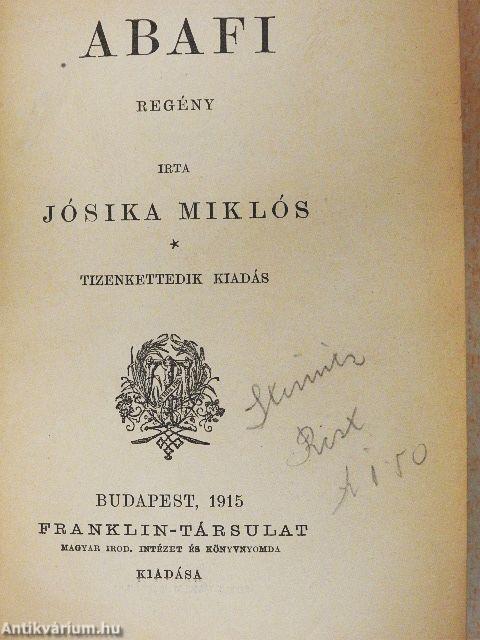 ABAFI
REGÉNY
IRTA
JÓSIKA MIKLÓS
*
TIZENKETTEDIK KIADÁS
BUDAPEST, 1915
FRANKLIN-TÁRSULAT
MAGYAR IROD. INTÉZET ÉS KÖNYVNYOMDA
KIADÁSA
Antikvárium.hu